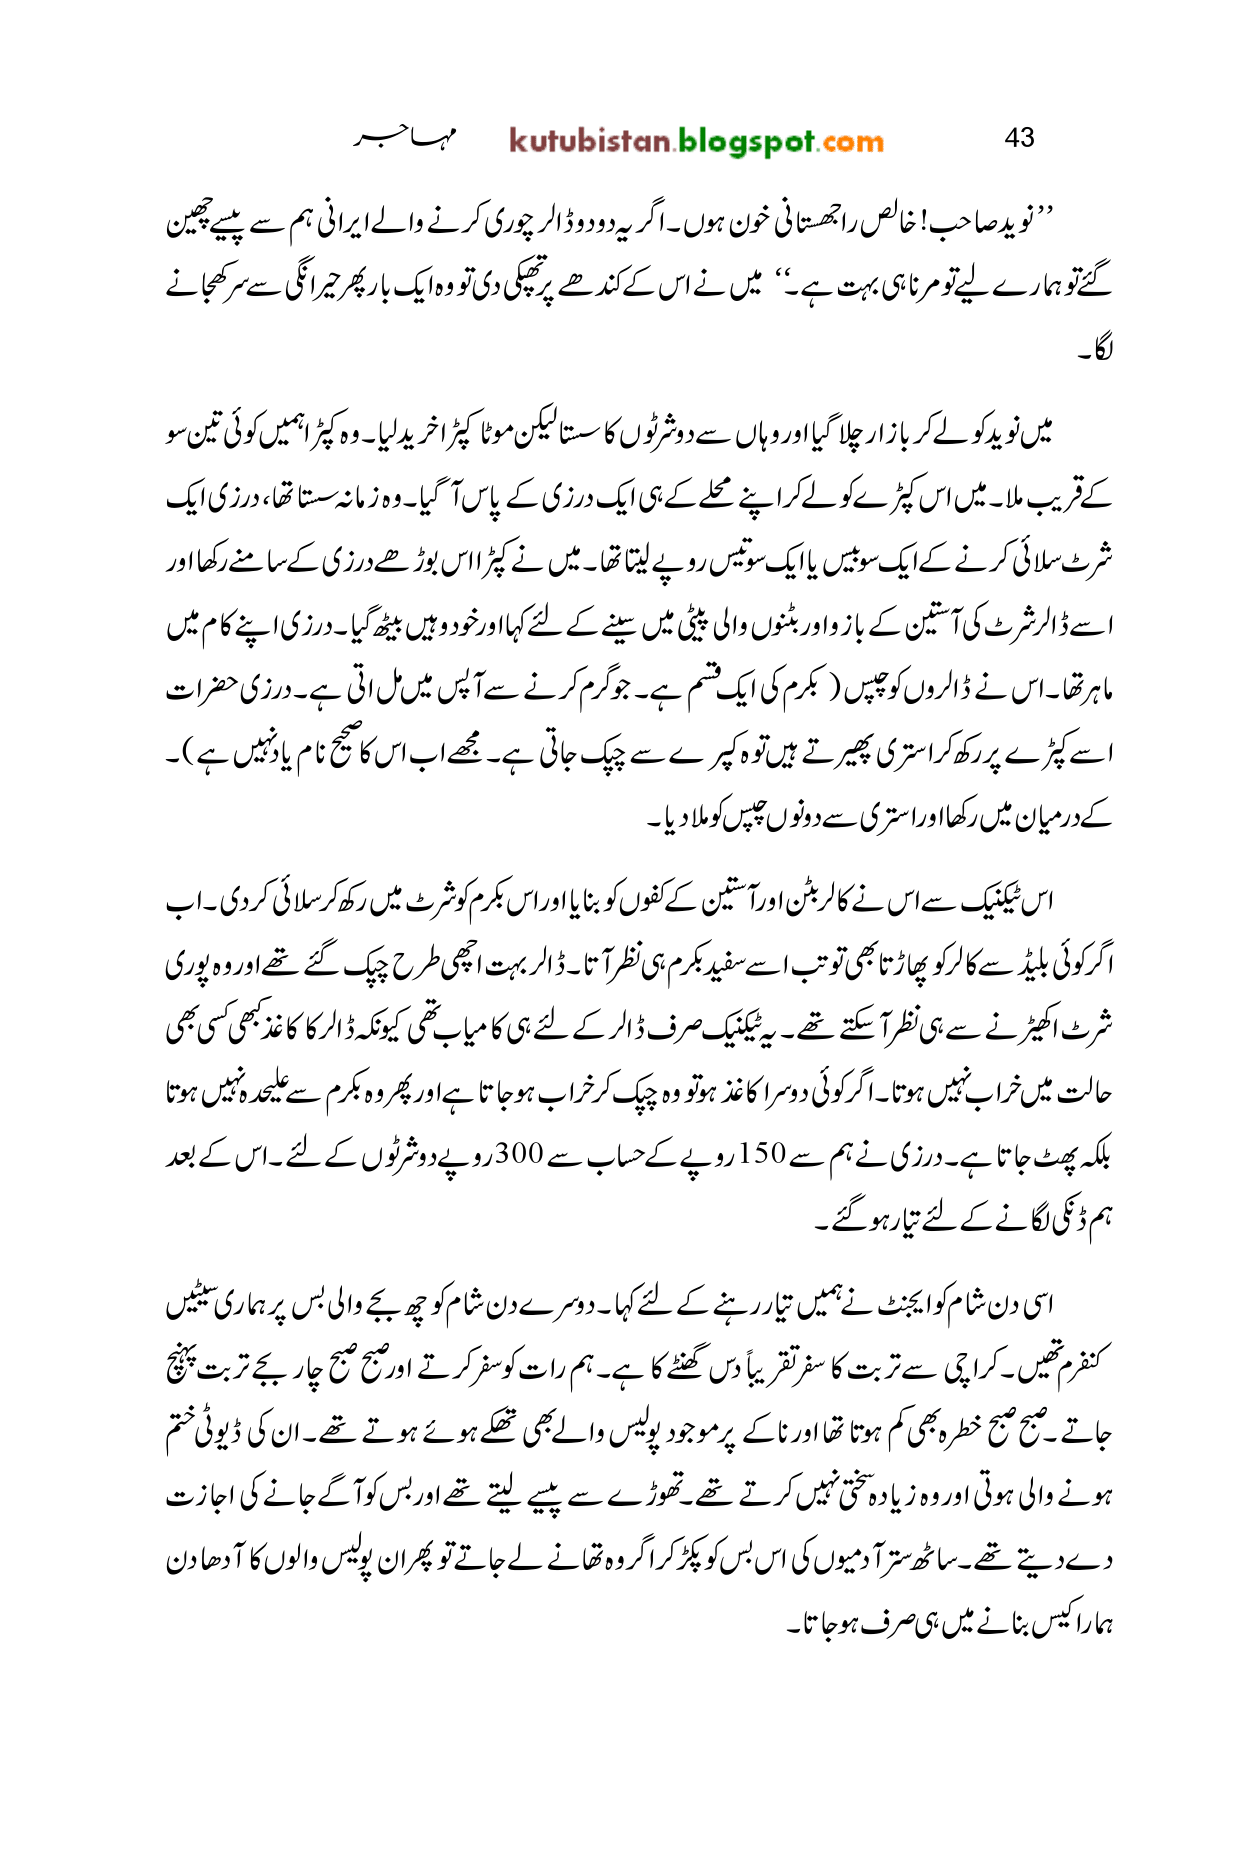 43 kutubistan.blogspot.com مہاجر
’’نوید صاحب! خالص راجھستانی خون ہوں۔ اگر یہ دو دو ڈالر چوری کرنے والے ایرانی ہم سے پیسے چھین
گئے تو ہمارے لیے تو مرنا ہی بہت ہے۔‘‘ میں نے اس کے کندھے پر تھپکی دی تو وہ ایک بار پھر حیرانگی سے سر کھجانے
لگا۔
میں نوید کو لے کر بازار چلا گیا اور وہاں سے دو شرٹوں کا سستا لیکن موٹا کپڑا خرید لیا۔ وہ کپڑا ہمیں کوئی تین سو
کے قریب ملا۔ میں اس کپڑے کو لے کر اپنے محلے کے ہی ایک درزی کے پاس آ گیا۔ وہ زمانہ سستا تھا، درزی ایک
شرٹ سلائی کرنے کے ایک سو بیس یا ایک سو تیس روپے لیتا تھا۔ میں نے کپڑا اس بوڑھے درزی کے سامنے رکھا اور
اسے ڈالر شرٹ کی آستین کے بازو اور بٹنوں والی پیٹی میں سینے کے لئے کہا اور خود وہیں بیٹھ گیا۔ درزی اپنے کام میں
ماہر تھا۔ اس نے ڈالروں کو چپس ( بکرم کی ایک قسم ہے۔ جو گرم کرنے سے آپس میں مل اتی ہے۔ درزی حضرات
اسے کپڑے پر رکھ کر استری پھیرتے ہیں تو ہ کپرے سے چپک جاتی ہے۔ مجھے اب اس کا صحیح نام یاد نہیں ہے )۔
کے درمیان میں رکھا اور استری سے دونوں چپس کو ملا دیا۔
اس ٹیکنیک سے اس نے کالر بٹن اور آستین کے کفوں کو بنایا اور اس بکرم کو شرٹ میں رکھ کر سلائی کر دی۔ اب
اگر کوئی بلیڈ سے کالر کو پھاڑتا بھی تو تب اسے سفید بکرم ہی نظر آتا۔ ڈالر بہت اچھی طرح چپک گئے تھے اور وہ پوری
شرٹ اکھیڑنے سے ہی نظر آ سکتے تھے۔ یہ ٹیکنیک صرف ڈالر کے لئے ہی کامیاب تھی کیونکہ ڈالر کا کاغذ کبھی کسی بھی
حالت میں خراب نہیں ہوتا۔ اگر کوئی دوسرا کاغذ ہو تو وہ چپک کر خراب ہو جاتا ہے اور پھر وہ بکرم سے علیحدہ نہیں ہوتا
بلکہ پھٹ جاتا ہے۔ درزی نے ہم سے 150 روپے کے حساب سے 300 روپے دو شرٹوں کے لئے۔ اس کے بعد
ہم ڈنکی لگانے کے لئے تیار ہو گئے۔
اسی دن شام کو ایجنٹ نے ہمیں تیار رہنے کے لئے کہا۔ دوسرے دن شام کو چھ بجے والی بس پر ہماری سیٹیں
کنفرم تھیں۔ کراچی سے تربت کا سفر تقریباً دس گھنٹے کا ہے۔ ہم رات کو سفر کرتے اور صبح صبح چار بجے تربت پہنچ
جاتے۔ صبح صبح خطرہ بھی کم ہوتا تھا اور ناکے پر موجود پولیس والے بھی تھکے ہوئے ہوتے تھے۔ ان کی ڈیوٹی ختم
ہونے والی ہوتی اور وہ زیادہ سختی نہیں کرتے تھے۔ تھوڑے سے پیسے لیتے تھے اور بس کو آگے جانے کی اجازت
دے دیتے تھے۔ ساٹھ ستر آدمیوں کی اس بس کو پکڑ کر اگر وہ تھانے لے جاتے تو پھر ان پولیس والوں کا آدھا دن
ہمارا کیس بنانے میں ہی صرف ہو جاتا۔